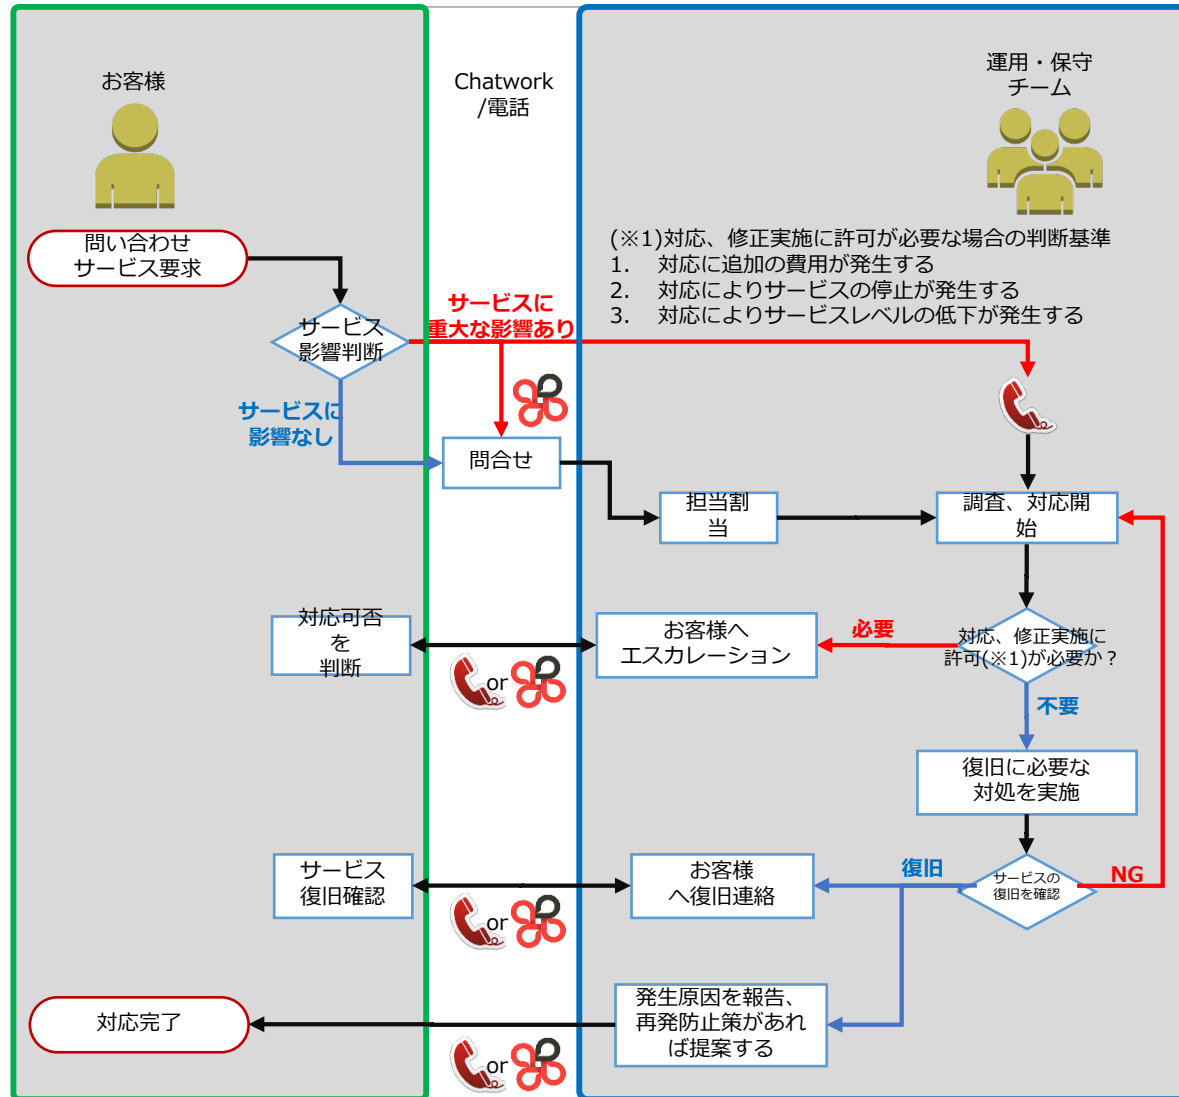 お客様
Chatwork
/電話
運用・保守
チーム
問い合わせ
サービス要求
(※1)対応、修正実施に許可が必要な場合の判断基準
1. 対応に追加の費用が発生する
2. 対応によりサービスの停止が発生する
3. 対応によりサービスレベルの低下が発生する
サービス
影響判断
サービスに
重大な影響あり
サービスに
影響なし
問合せ
担当割
当
調査、対応開
始
対応可否
を
判断
お客様へ
エスカレーション
必要
対応、修正実施に
許可(※1)が必要か？
or
不要
復旧に必要な
対処を実施
サービス
復旧確認
お客様
へ復旧連絡
復旧
サービスの
復旧を確認
NG
or
対応完了
発生原因を報告、
再発防止策があれ
ば提案する
or